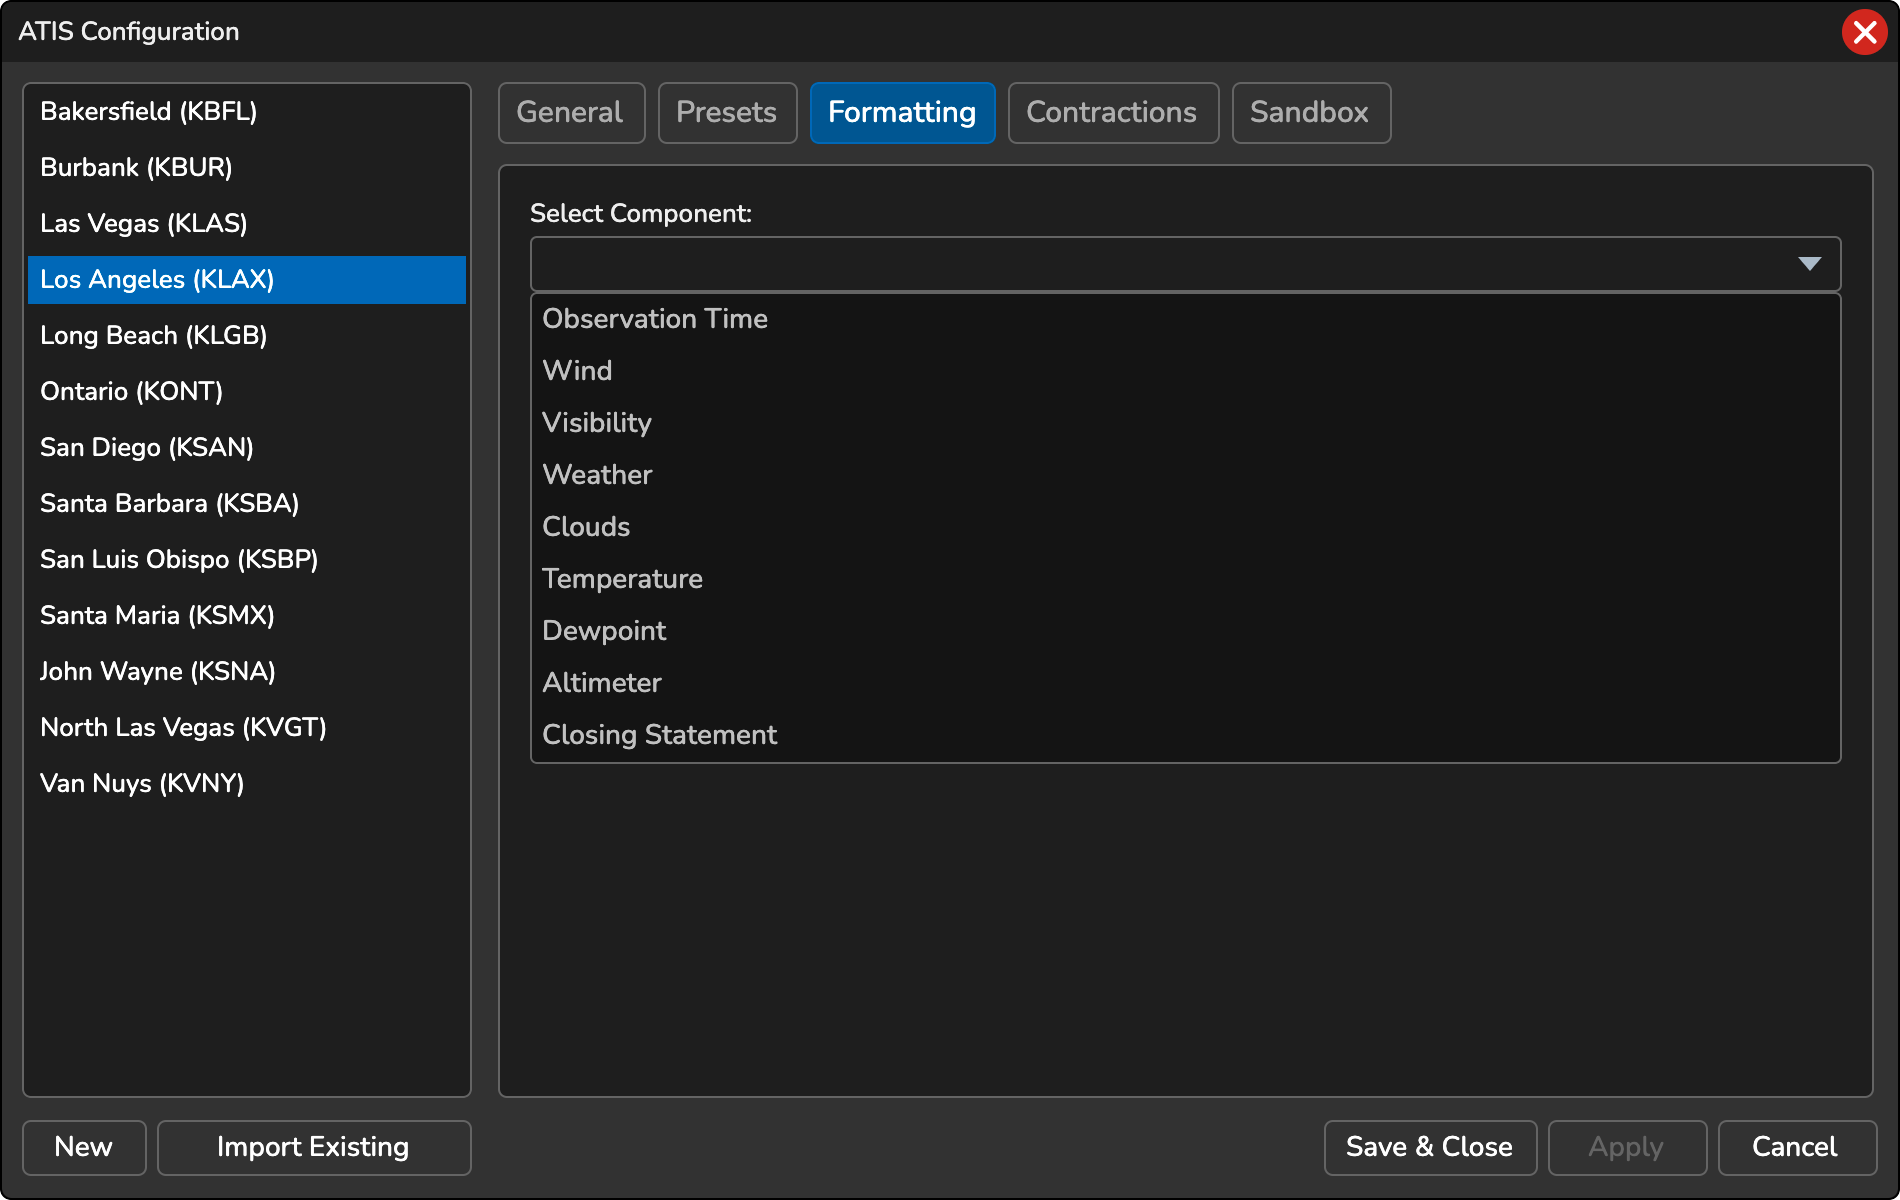 ATIS Configuration
Bakersfield (KBFL)
Burbank (KBUR)
Las Vegas (KLAS)
Los Angeles (KLAX)
Long Beach (KLGB)
Ontario (KONT)
San Diego (KSAN)
Santa Barbara (KSBA)
San Luis Obispo (KSBP)
Santa Maria (KSMX)
John Wayne (KSNA)
North Las Vegas (KVGT)
Van Nuys (KVNY)
New
Import Existing
General
Presets
Formatting
Contractions
Sandbox
Select Component:
Observation Time
Wind
Visibility
Weather
Clouds
Temperature
Dewpoint
Altimeter
Closing Statement
Save & Close
Apply
Cancel